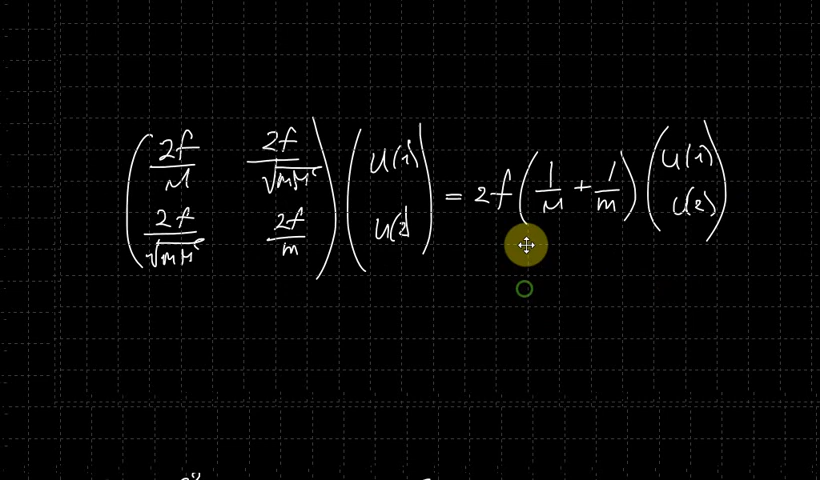 (2f/M 2f/√mM) (u(1)) = 2f(1/M + 1/m) (u(1))
(2f/√mM 2f/m) (u(2)) (u(2))